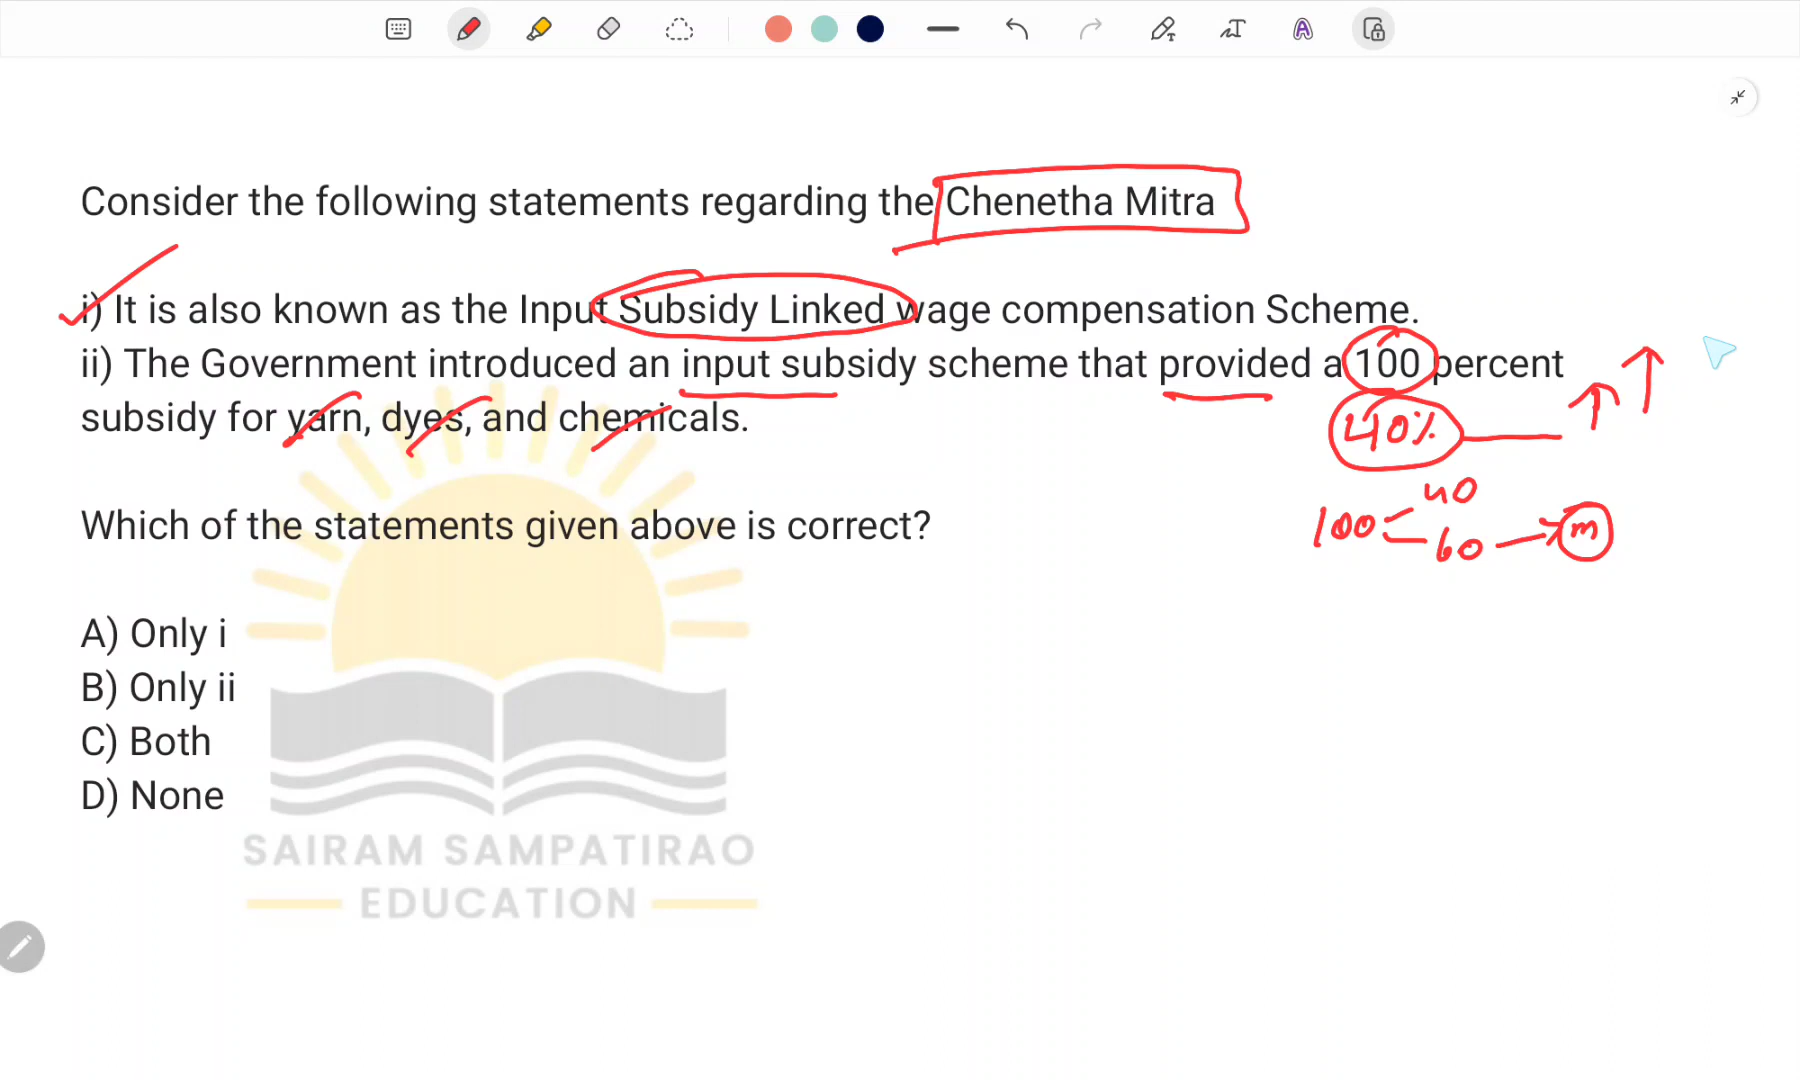 Consider the following statements regarding the Chenetha Mitra
i) It is also known as the Input Subsidy Linked wage compensation Scheme.
ii) The Government introduced an input subsidy scheme that provided a 100 percent
subsidy for yarn, dyes, and chemicals.
40%
40
100
60
m
Which of the statements given above is correct?
A) Only i
B) Only ii
C) Both
D) None
SAIRAM SAMPATIRAO
EDUCATION